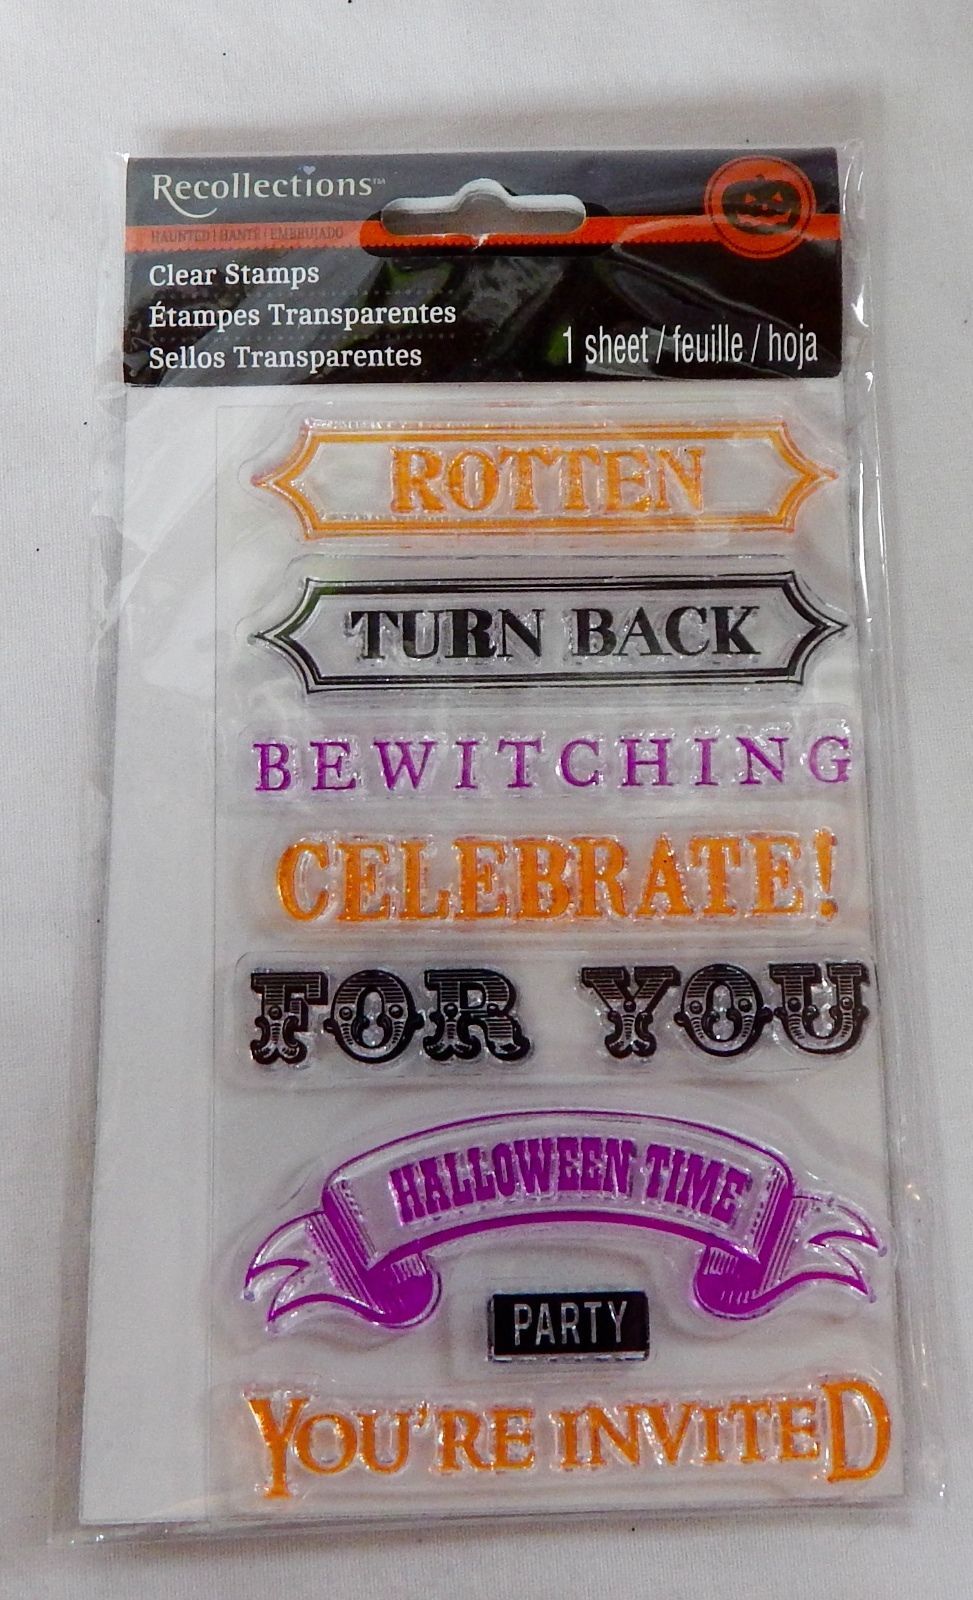 Recollections™
HAUNTED | HANTÉ | EMBRUJADO
Clear Stamps
Étampes Transparentes
Sellos Transparentes
1 sheet / feuille / hoja
ROTTEN
TURN BACK
BEWITCHING
CELEBRATE!
FOR YOU
HALLOWEEN TIME
PARTY
YOU'RE INVITED